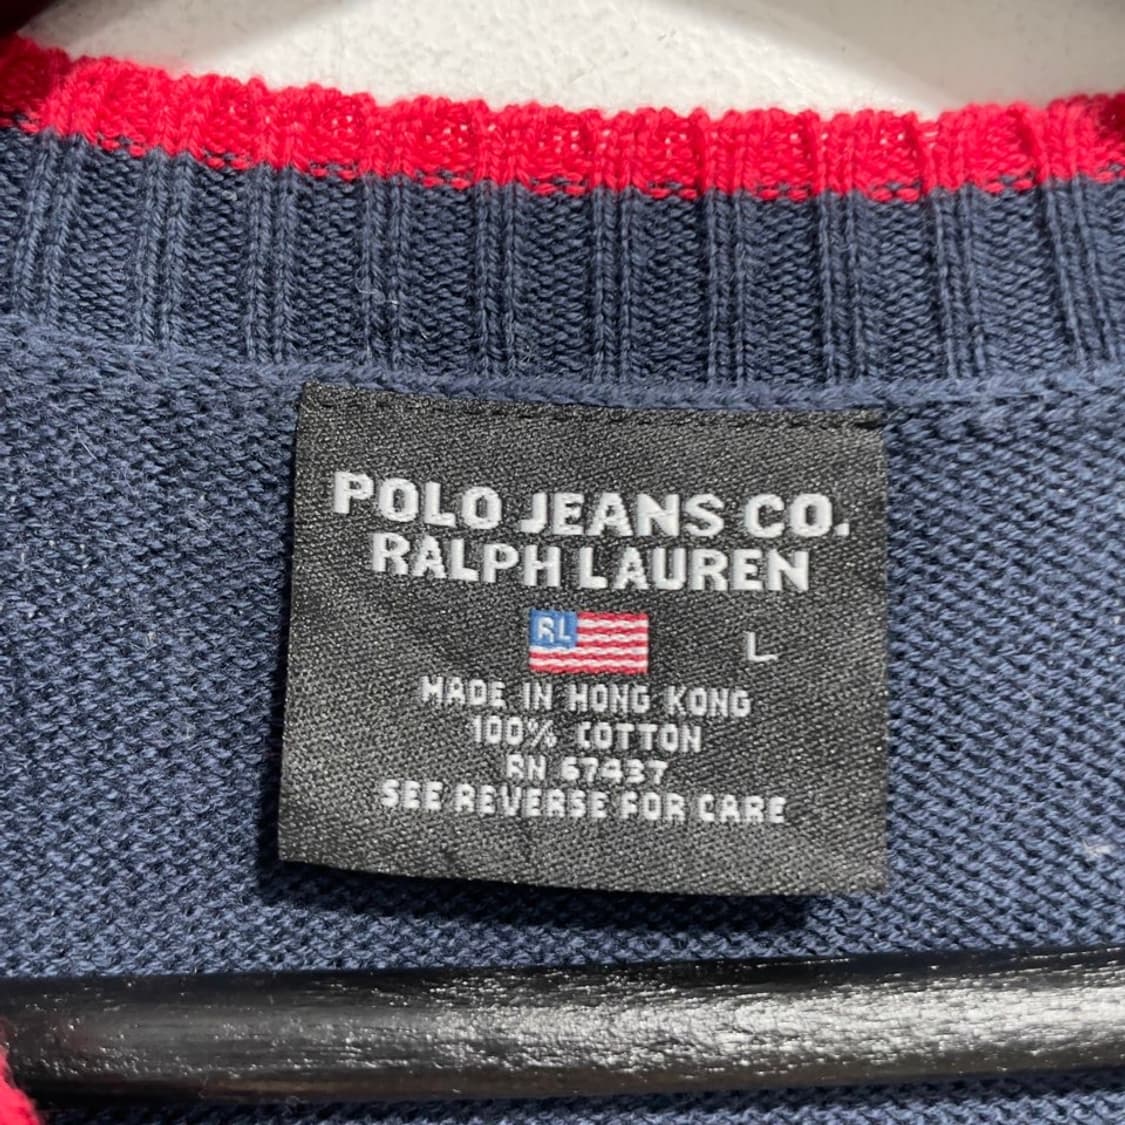 POLO JEANS CO.
RALPH LAUREN
RL
L
MADE IN HONG KONG
100% COTTON
RN 67437
SEE REVERSE FOR CARE